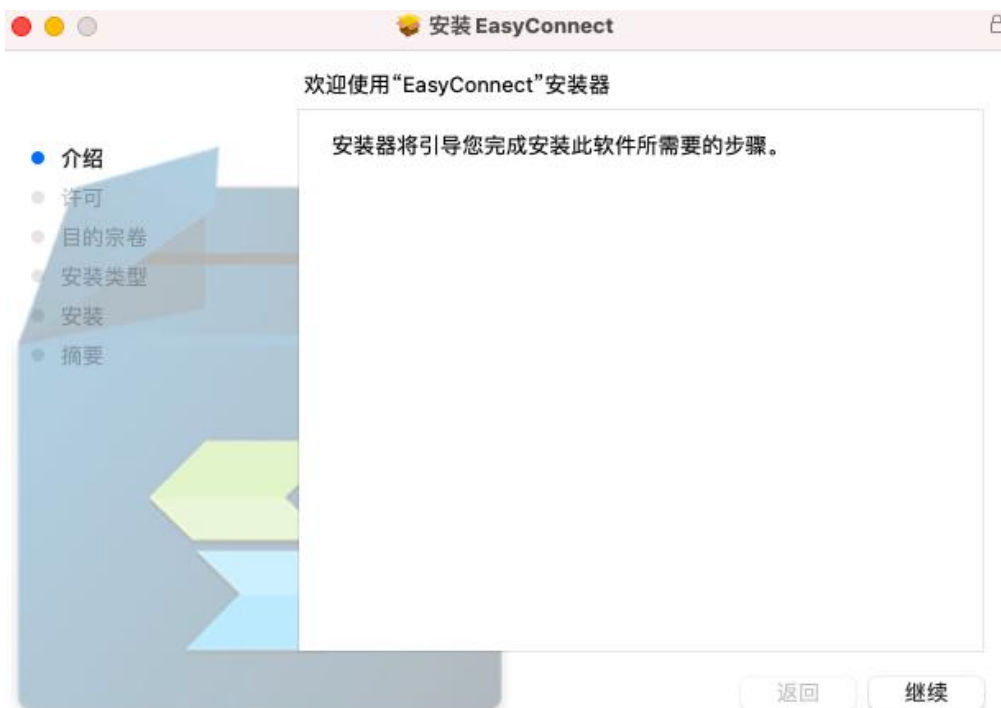 安装 EasyConnect
欢迎使用“EasyConnect”安装器
安装器将引导您完成安装此软件所需要的步骤。
介绍
许可
目的宗卷
安装类型
安装
摘要
返回
继续